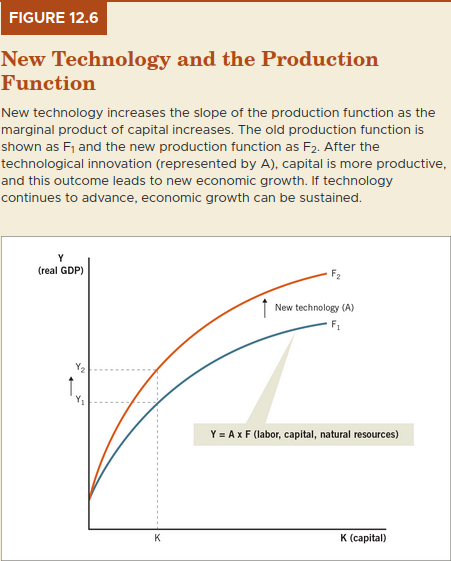 FIGURE 12.6
New Technology and the Production
Function
New technology increases the slope of the production function as the
marginal product of capital increases. The old production function is
shown as F₁ and the new production function as F₂. After the
technological innovation (represented by A), capital is more productive,
and this outcome leads to new economic growth. If technology
continues to advance, economic growth can be sustained.
Y
(real GDP)
F₂
New technology (A)
F₁
Y₂
Y₁
Y = A x F (labor, capital, natural resources)
K
K (capital)